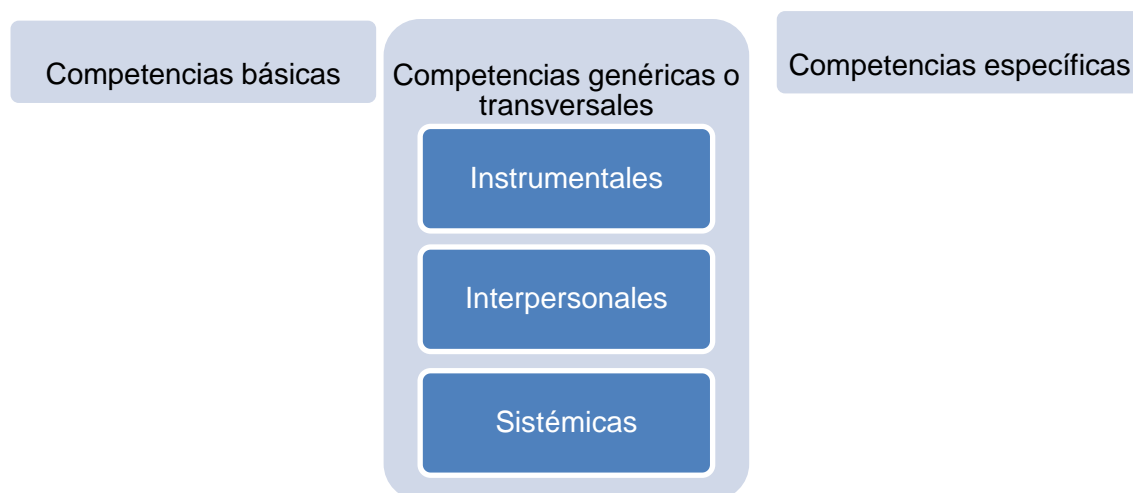 Competencias básicas
Competencias genéricas o
transversales
Instrumentales
Interpersonales
Sistémicas
Competencias específicas